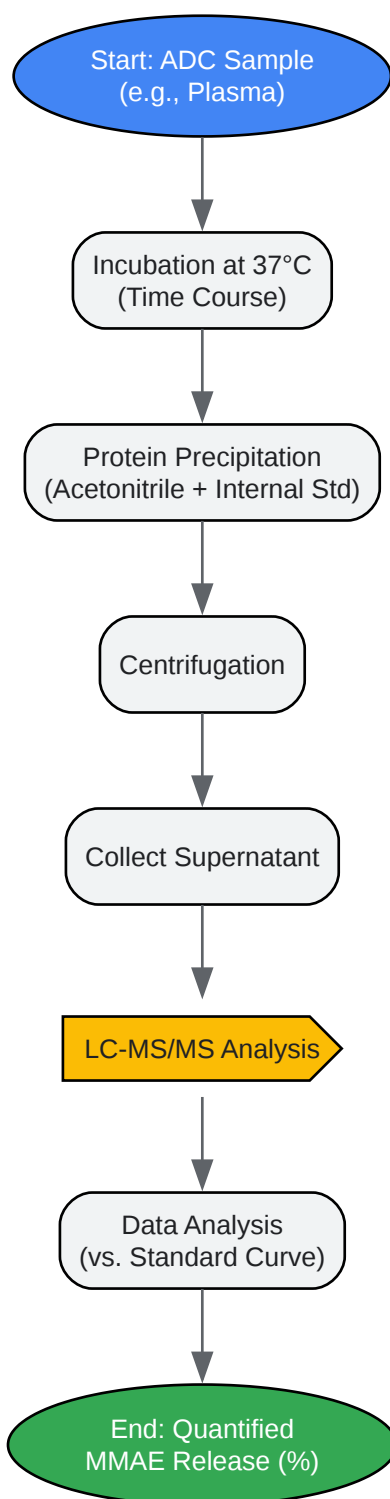 Start: ADC Sample
(e.g., Plasma)
Incubation at 37°C
(Time Course)
Protein Precipitation
(Acetonitrile + Internal Std)
Centrifugation
Collect Supernatant
LC-MS/MS Analysis
Data Analysis
(vs. Standard Curve)
End: Quantified
MMAE Release (%)